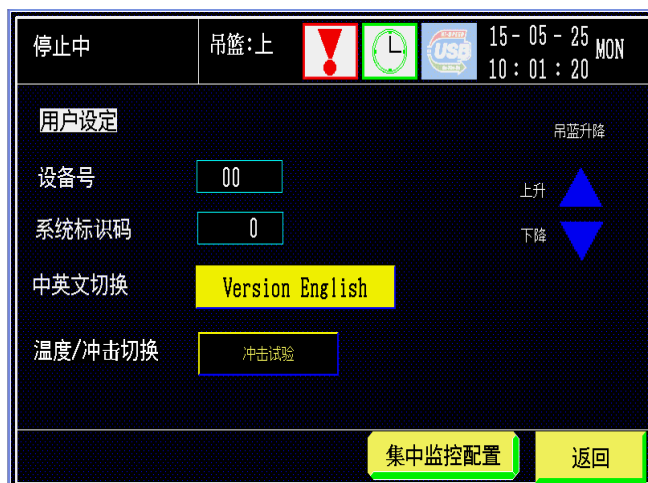 停止中
吊篮:上
USB
15-05-25 MON
10:01:20
用户设定
吊蓝升降
设备号 00
上升
系统标识码 0
下降
中英文切换 Version English
温度/冲击切换 冲击试验
集中监控配置 返回